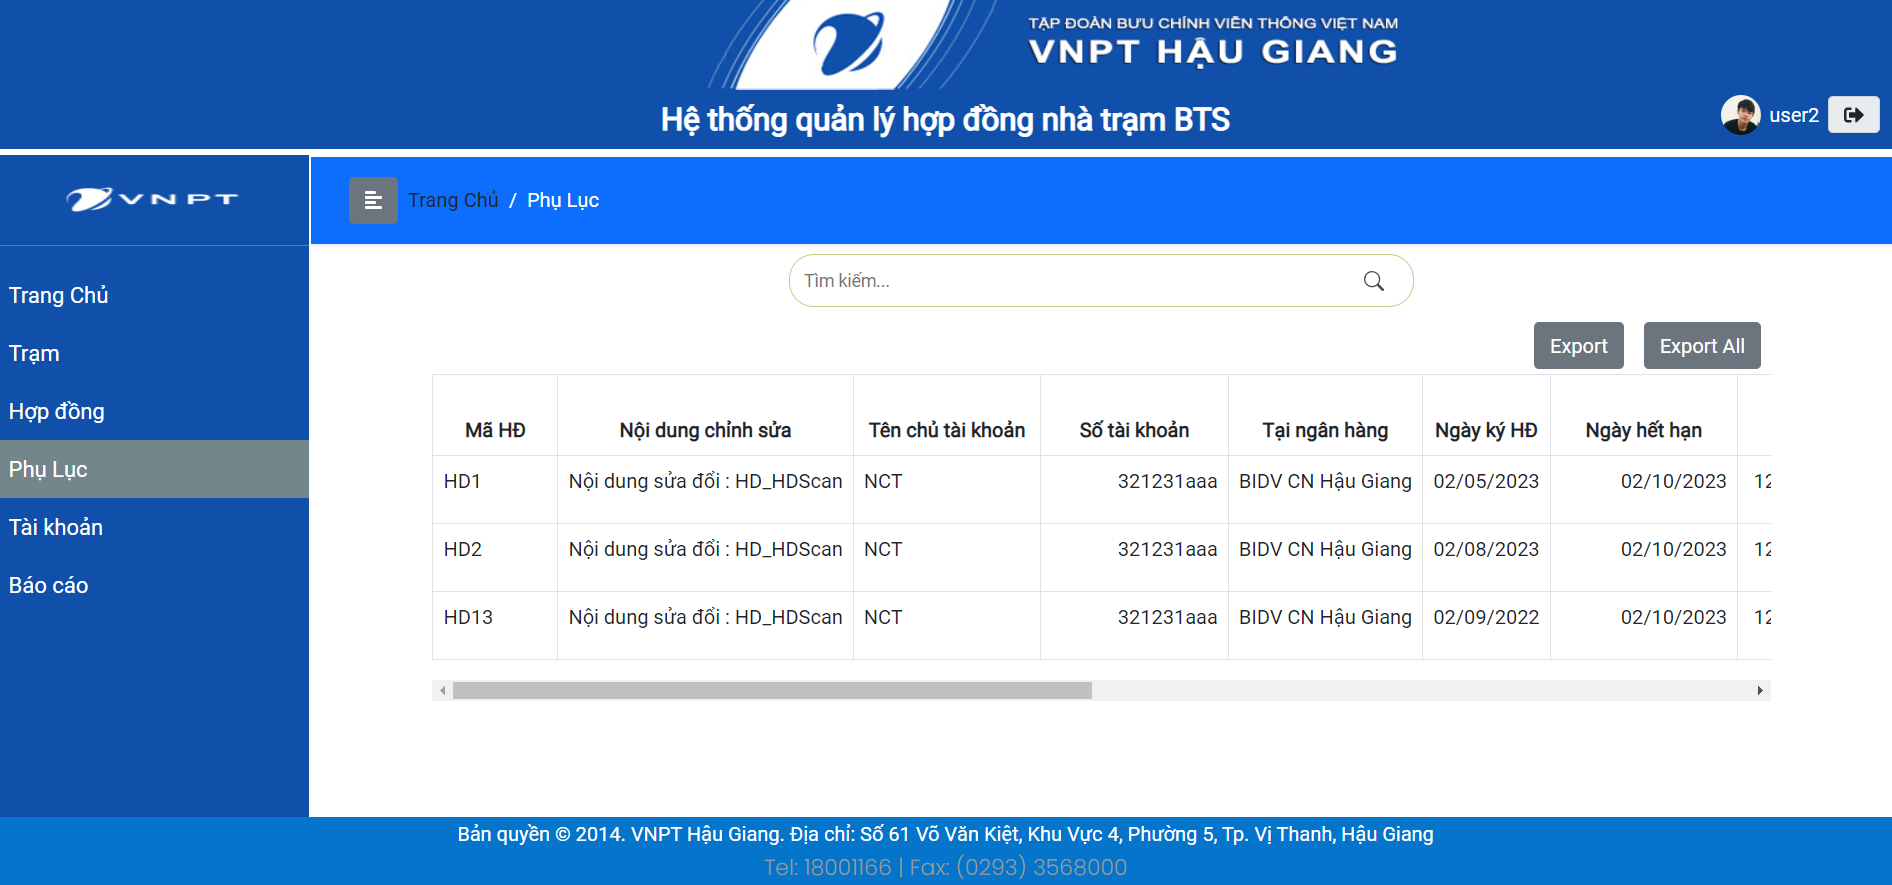 TẬP ĐOÀN BƯU CHÍNH VIỄN THÔNG VIỆT NAM
VNPT HẬU GIANG
Hệ thống quản lý hợp đồng nhà trạm BTS
user2
VNPT
Trang Chủ / Phụ Lục
Trang Chủ
Trạm
Hợp đồng
Phụ Lục
Tài khoản
Báo cáo
Tìm kiếm...
Export Export All
Mã HĐ Nội dung chỉnh sửa Tên chủ tài khoản Số tài khoản Tại ngân hàng Ngày ký HĐ Ngày hết hạn
HD1 Nội dung sửa đổi : HD_HDScan NCT 321231aaa BIDV CN Hậu Giang 02/05/2023 02/10/2023 12
HD2 Nội dung sửa đổi : HD_HDScan NCT 321231aaa BIDV CN Hậu Giang 02/08/2023 02/10/2023 12
HD13 Nội dung sửa đổi : HD_HDScan NCT 321231aaa BIDV CN Hậu Giang 02/09/2022 02/10/2023 12
Bản quyền © 2014. VNPT Hậu Giang. Địa chỉ: Số 61 Võ Văn Kiệt, Khu Vực 4, Phường 5, Tp. Vị Thanh, Hậu Giang
Tel: 18001166 | Fax: (0293) 3568000